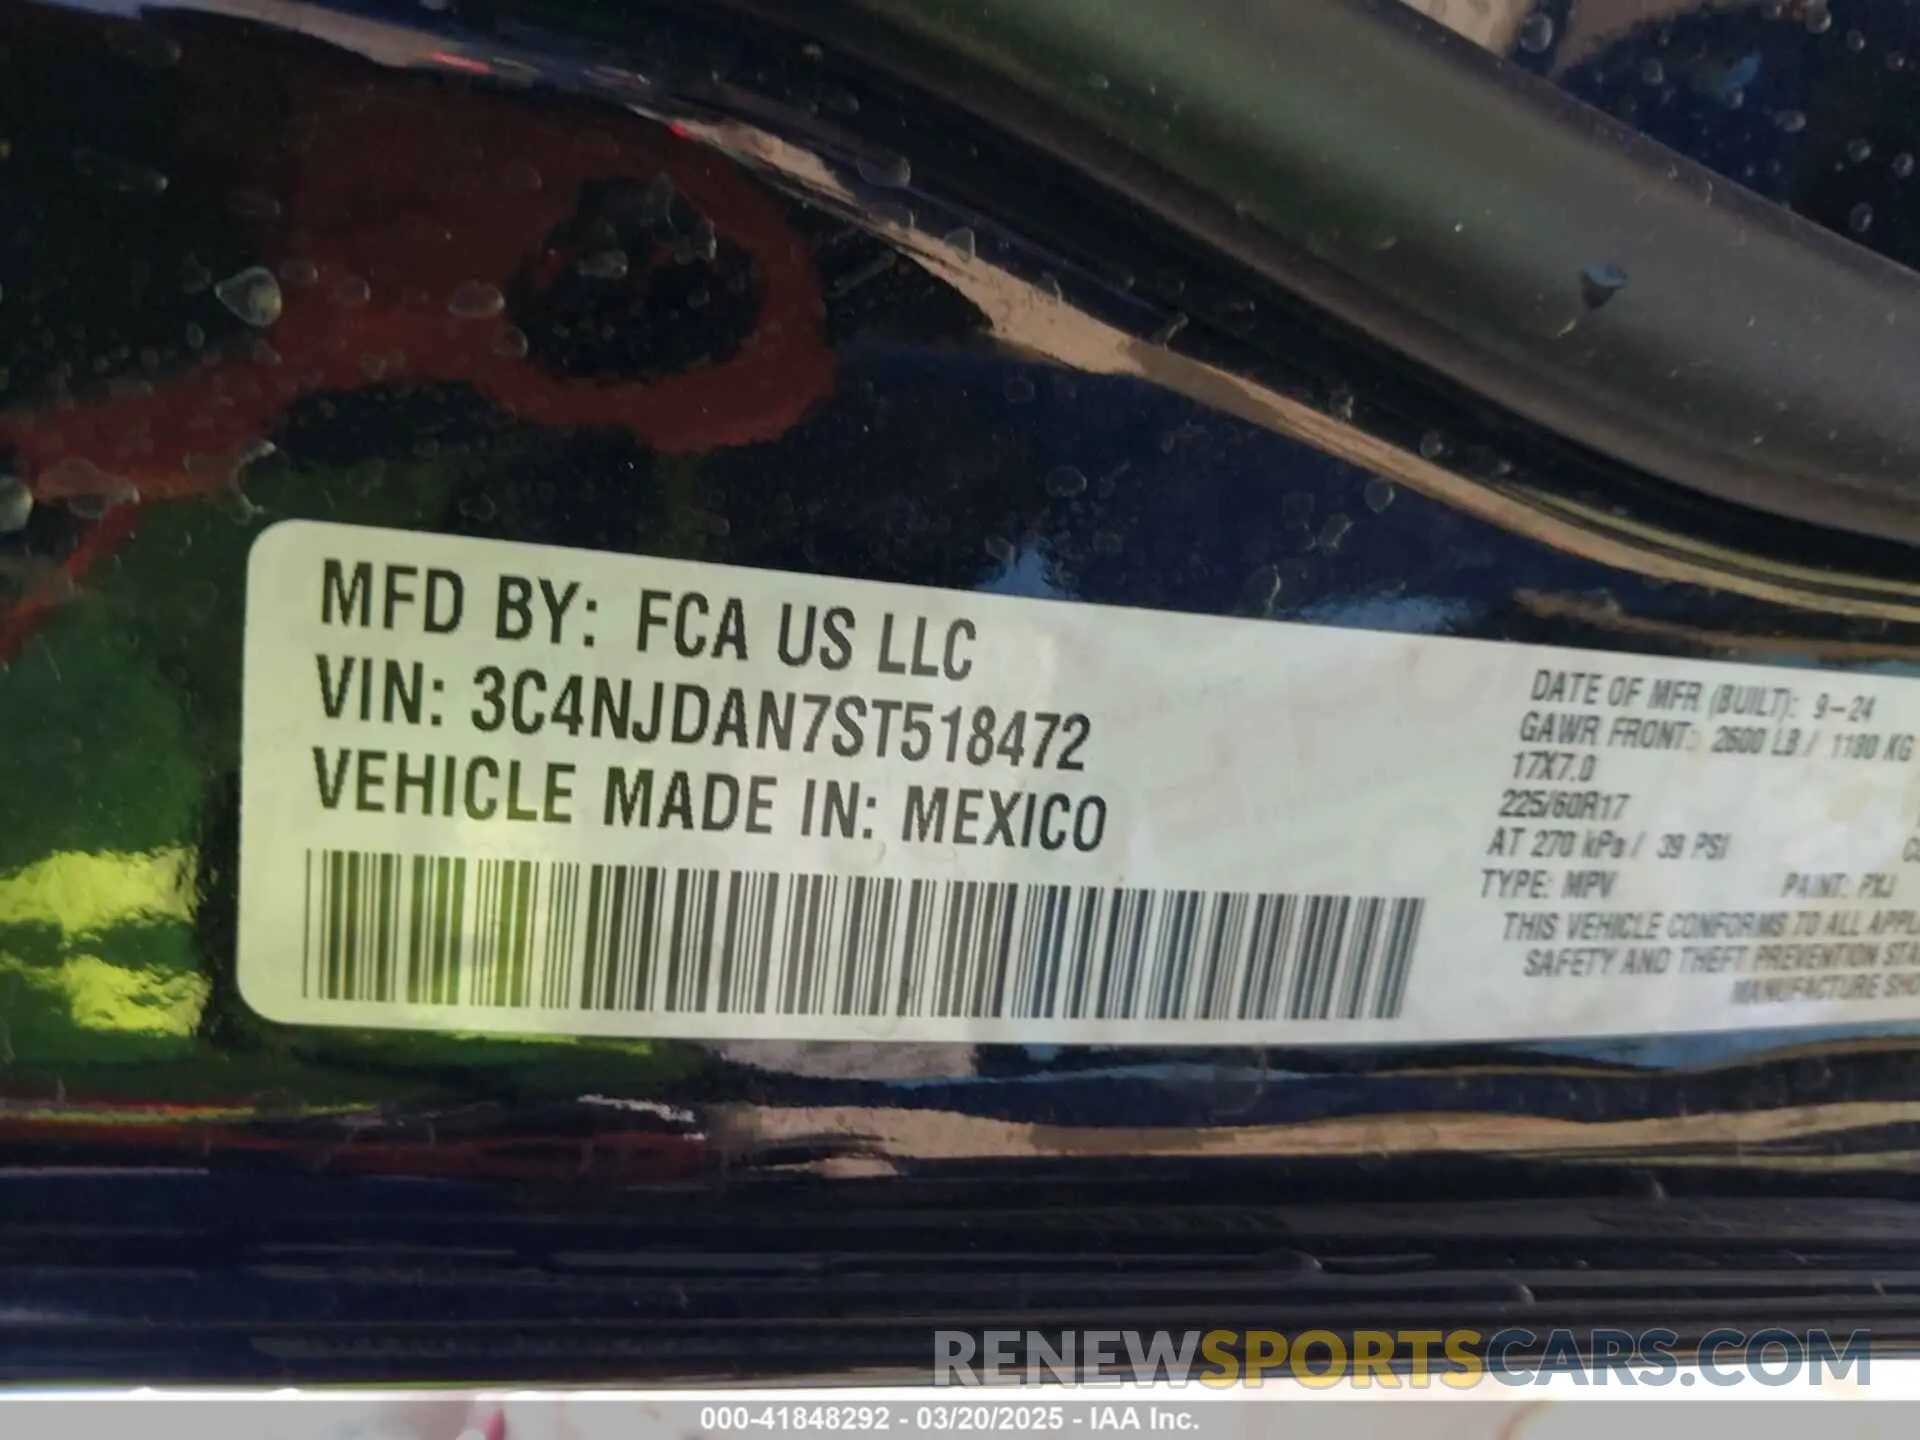 MFD BY: FCA US LLC
VIN: 3C4NJDAN7ST518472
VEHICLE MADE IN: MEXICO
DATE OF MFR (BUILT): 9-24
GAWR FRONT: 2600 LB / 1180 KG
17X7.0
225/60R17
AT 270 kPa / 39 PSI
TYPE: MPV PAINT: PXJ
THIS VEHICLE CONFORMS TO ALL APPL
SAFETY AND THEFT PREVENTION STA
MANUFACTURE SHO
RENEWSPORTSCARS.COM
000-41848292 - 03/20/2025 - IAA Inc.